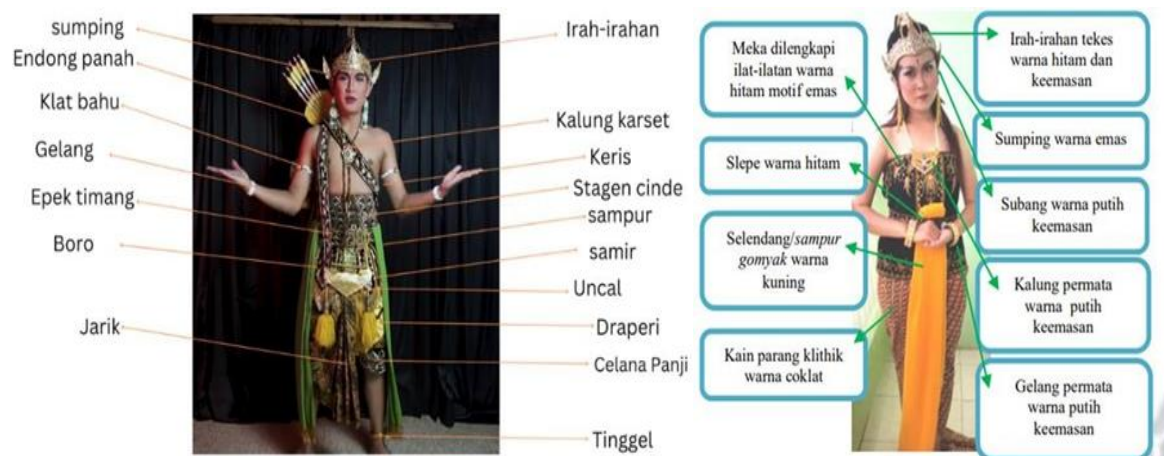 sumping
Endong panah
Klat bahu
Gelang
Epek timang
Boro
Jarik
Irah-irahan
Kalung karset
Keris
Stagen cinde
sampur
samir
Uncal
Draperi
Celana Panji
Tinggel
Meka dilengkapi
ilat-ilatan warna
hitam motif emas
Slepe warna hitam
Selendang/sampur
gomyak warna
kuning
Kain parang klithik
warna coklat
Irah-irahan tekes
warna hitam dan
keemasan
Sumping warna emas
Subang warna putih
keemasan
Kalung permata
warna putih
keemasan
Gelang permata
warna putih
keemasan